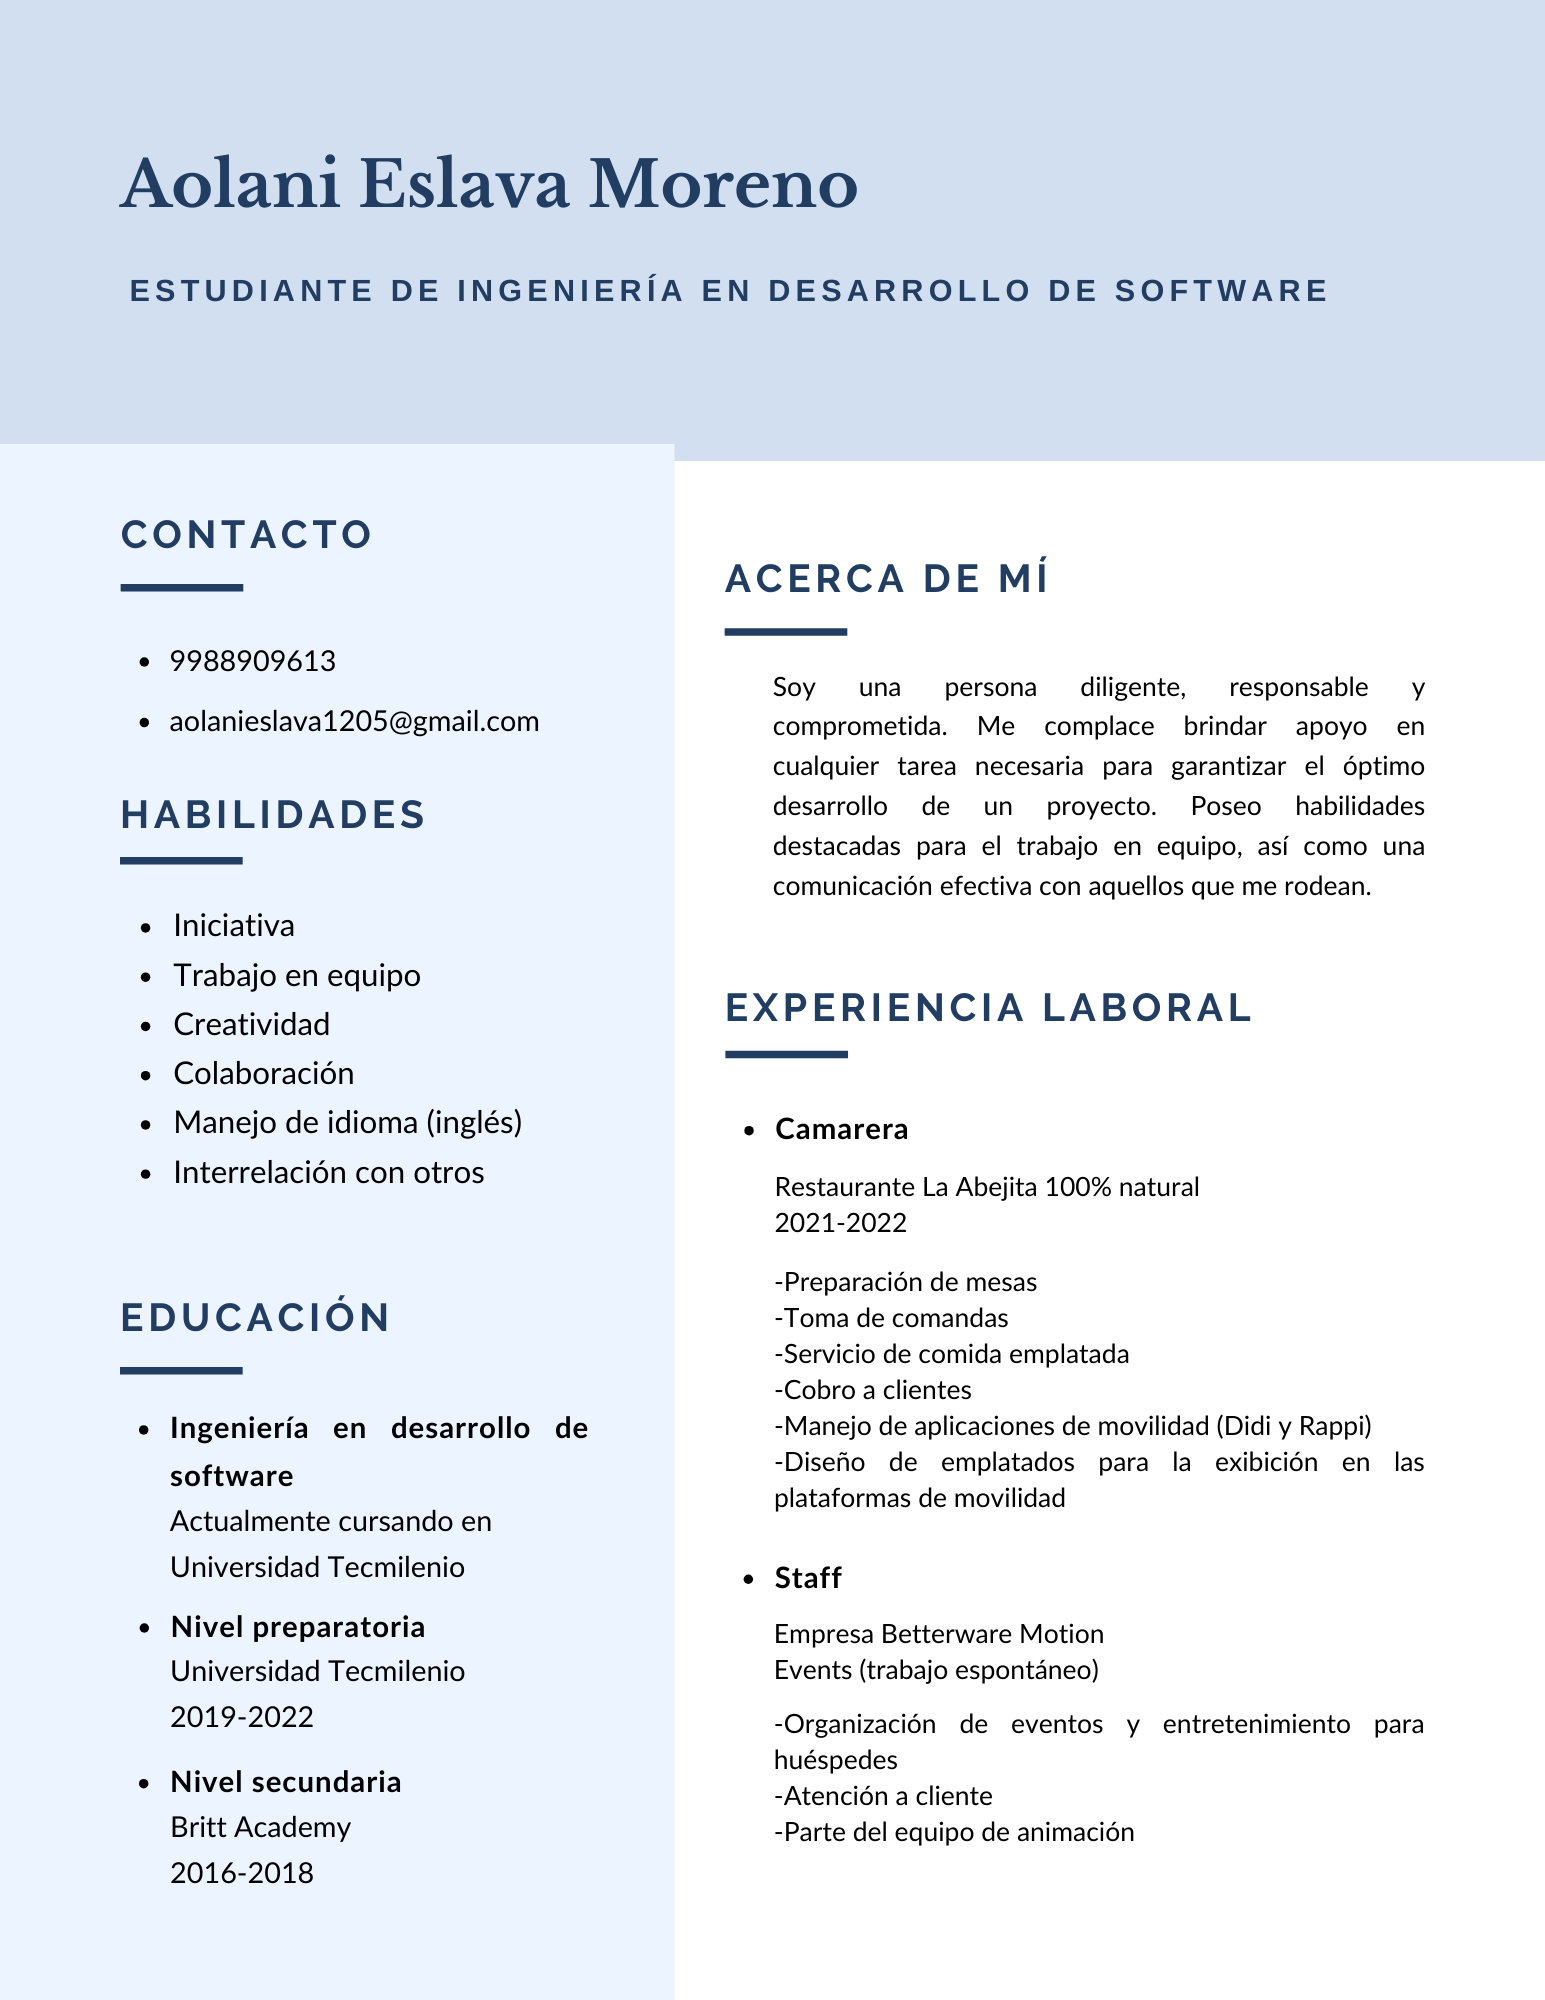 Aolani Eslava Moreno
ESTUDIANTE DE INGENIERÍA EN DESARROLLO DE SOFTWARE
CONTACTO
• 9988909613
• aolanieslava1205@gmail.com
HABILIDADES
• Iniciativa
• Trabajo en equipo
• Creatividad
• Colaboración
• Manejo de idioma (inglés)
• Interrelación con otros
EDUCACIÓN
• Ingeniería en desarrollo de
software
Actualmente cursando en
Universidad Tecmilenio
• Nivel preparatoria
Universidad Tecmilenio
2019-2022
• Nivel secundaria
Britt Academy
2016-2018
ACERCA DE MÍ
Soy una persona diligente, responsable y
comprometida. Me complace brindar apoyo en
cualquier tarea necesaria para garantizar el óptimo
desarrollo de un proyecto. Poseo habilidades
destacadas para el trabajo en equipo, así como una
comunicación efectiva con aquellos que me rodean.
EXPERIENCIA LABORAL
• Camarera
Restaurante La Abejita 100% natural
2021-2022
-Preparación de mesas
-Toma de comandas
-Servicio de comida emplatada
-Cobro a clientes
-Manejo de aplicaciones de movilidad (Didi y Rappi)
-Diseño de emplatados para la exibición en las
plataformas de movilidad
• Staff
Empresa Betterware Motion
Events (trabajo espontáneo)
-Organización de eventos y entretenimiento para
huéspedes
-Atención a cliente
-Parte del equipo de animación